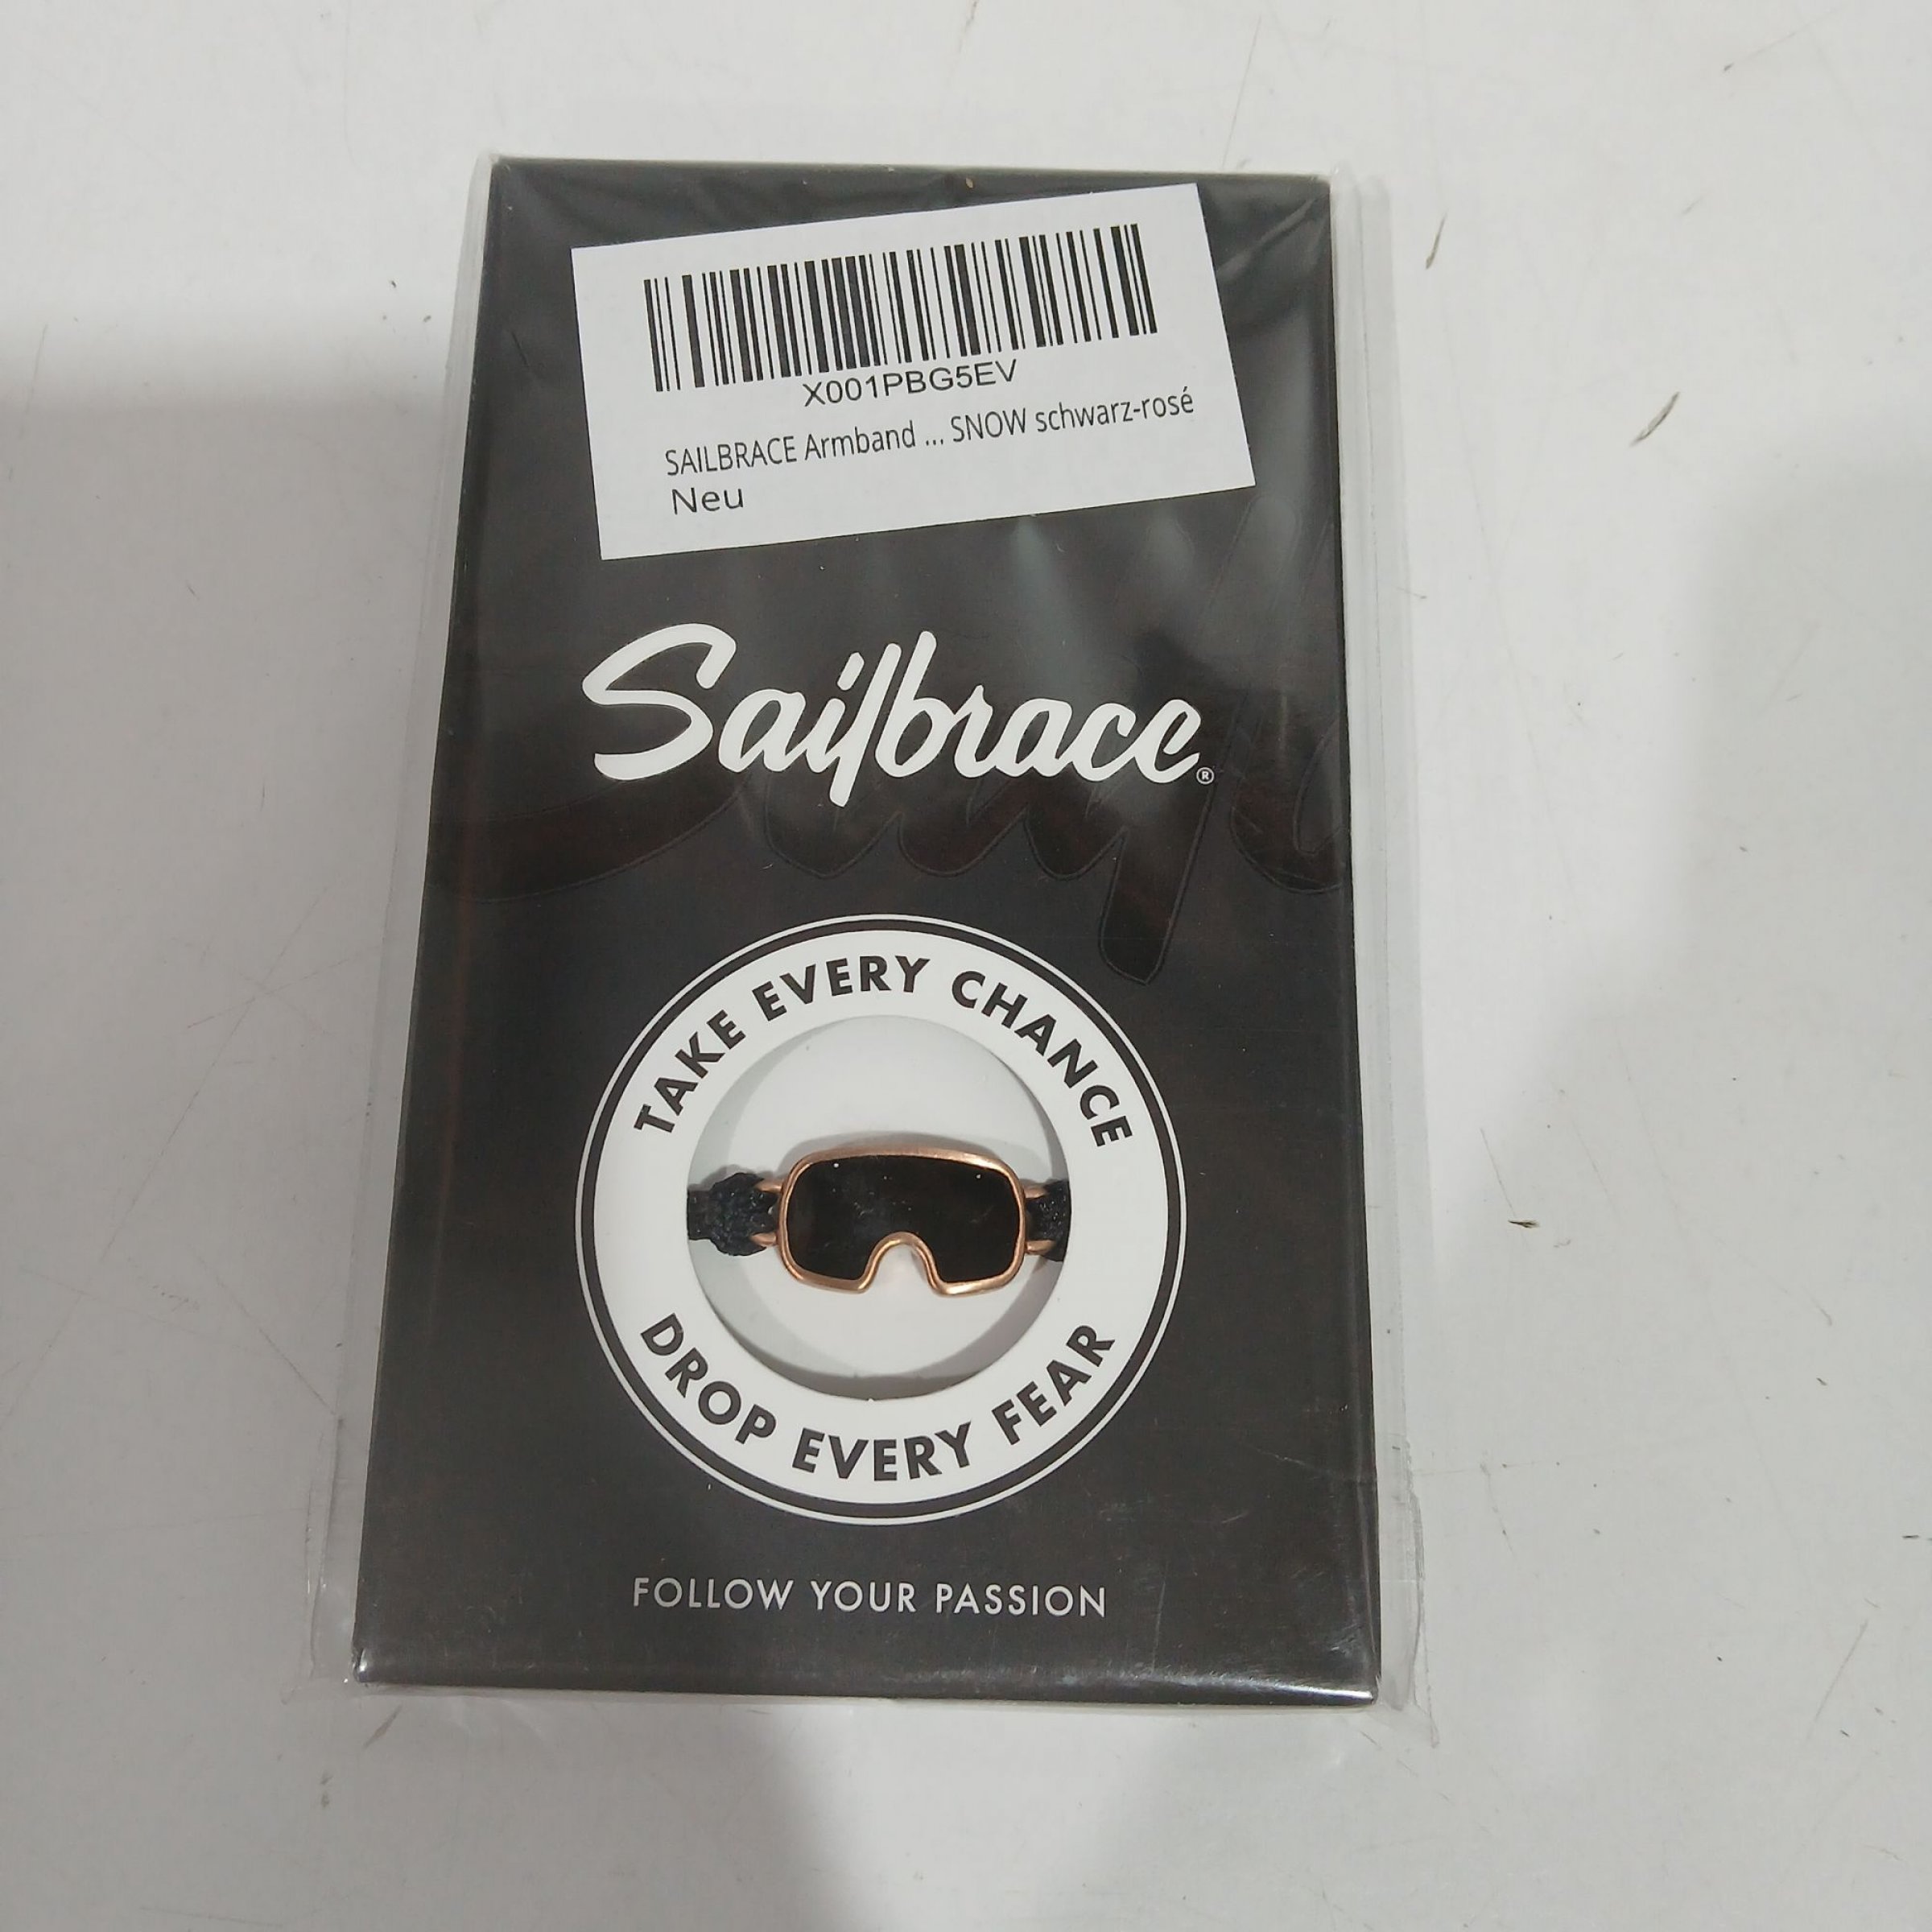 X001PBG5EV
SAILBRACE Armband ... SNOW schwarz-rosé
Neu
Sailbrace®
TAKE EVERY CHANCE
DROP EVERY FEAR
FOLLOW YOUR PASSION